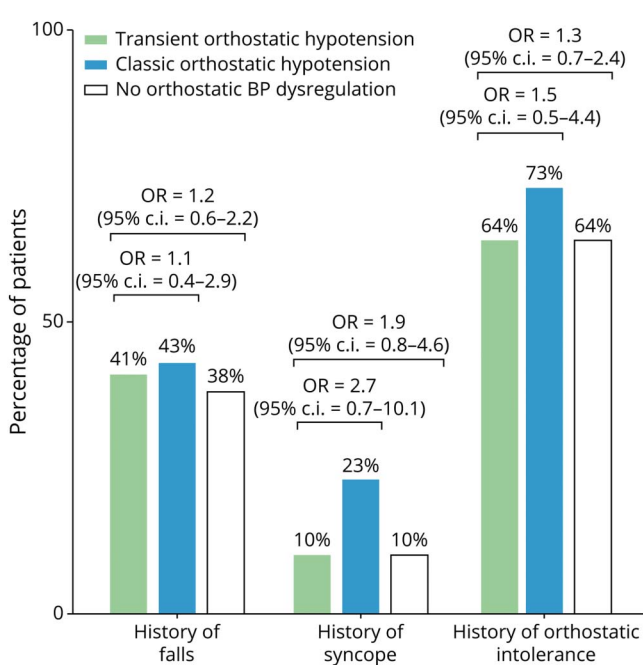 100
50
0
Percentage of patients
Transient orthostatic hypotension
Classic orthostatic hypotension
No orthostatic BP dysregulation
OR = 1.2
(95% c.i. = 0.6–2.2)
OR = 1.1
(95% c.i. = 0.4–2.9)
41%
43%
38%
OR = 1.9
(95% c.i. = 0.8–4.6)
OR = 2.7
(95% c.i. = 0.7–10.1)
10%
23%
10%
OR = 1.3
(95% c.i. = 0.7–2.4)
OR = 1.5
(95% c.i. = 0.5–4.4)
64%
73%
64%
History of
falls
History of
syncope
History of orthostatic
intolerance